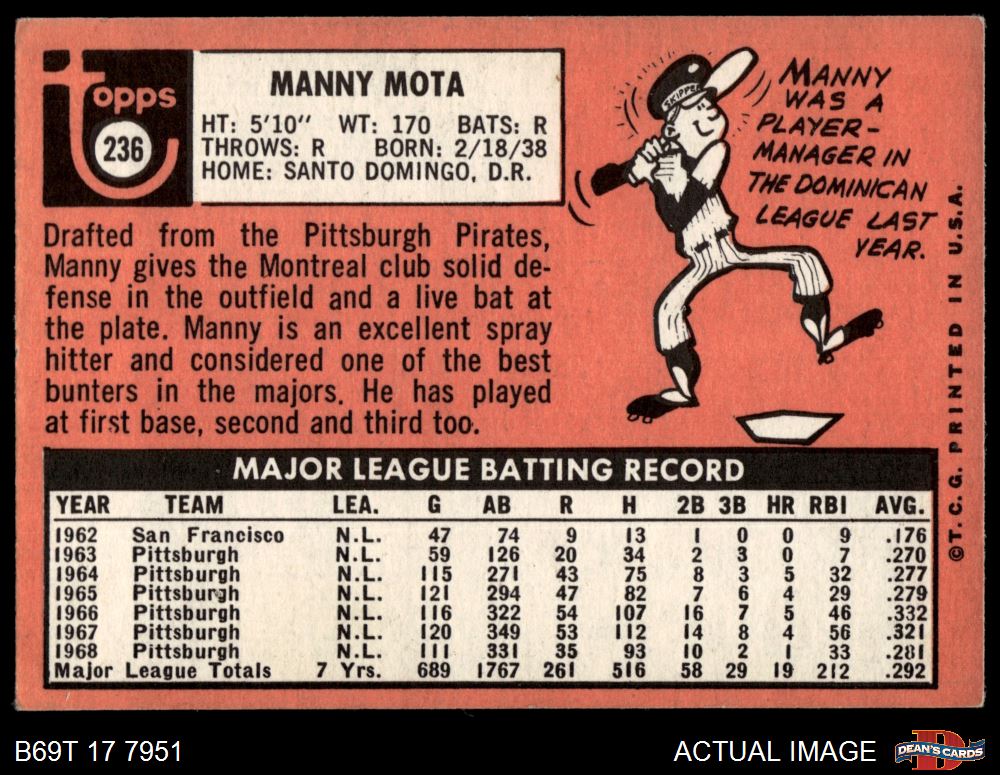 topps
236
MANNY MOTA
HT: 5'10" WT: 170 BATS: R
THROWS: R BORN: 2/18/38
HOME: SANTO DOMINGO, D.R.
Drafted from the Pittsburgh Pirates,
Manny gives the Montreal club solid de-
fense in the outfield and a live bat at
the plate. Manny is an excellent spray
hitter and considered one of the best
bunters in the majors. He has played
at first base, second and third too.
SKIPPER
MANNY
WAS A
PLAYER-
MANAGER IN
THE DOMINICAN
LEAGUE LAST
YEAR.
©T.C.G. PRINTED IN U.S.A.
MAJOR LEAGUE BATTING RECORD
YEAR TEAM LEA. G AB R H 2B 3B HR RBI AVG.
1962 San Francisco N.L. 47 74 9 13 1 0 0 9 .176
1963 Pittsburgh N.L. 59 126 20 34 2 3 0 7 .270
1964 Pittsburgh N.L. 115 271 43 75 8 3 5 32 .277
1965 Pittsburgh N.L. 121 294 47 82 7 6 4 29 .279
1966 Pittsburgh N.L. 116 322 54 107 16 7 5 46 .332
1967 Pittsburgh N.L. 120 349 53 112 14 8 4 56 .321
1968 Pittsburgh N.L. 111 331 35 93 10 2 1 33 .281
Major League Totals 7 Yrs. 689 1767 261 516 58 29 19 212 .292
B69T 17 7951
ACTUAL IMAGE
DEAN'S CARDS